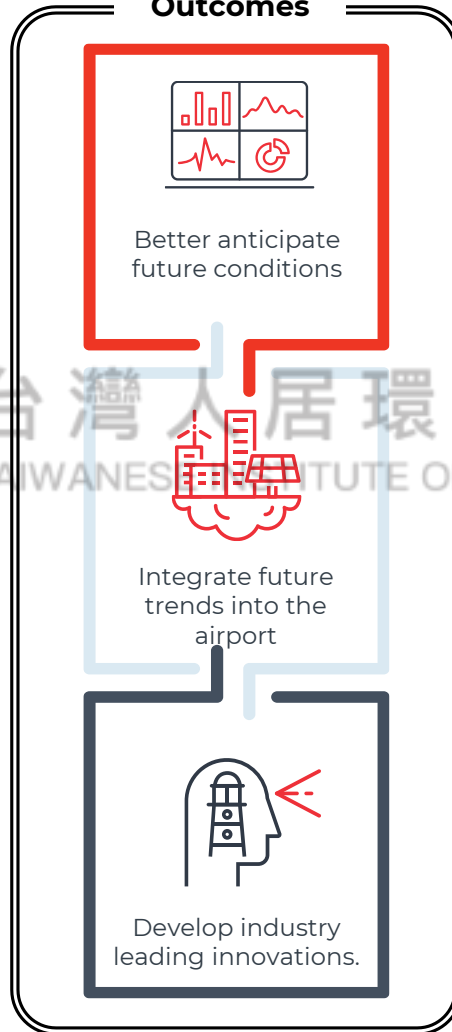 Outcomes
Better anticipate
future conditions
台灣人居環
TAIWANESE INSTITUTE O
Integrate future
trends into the
airport
Develop industry
leading innovations.